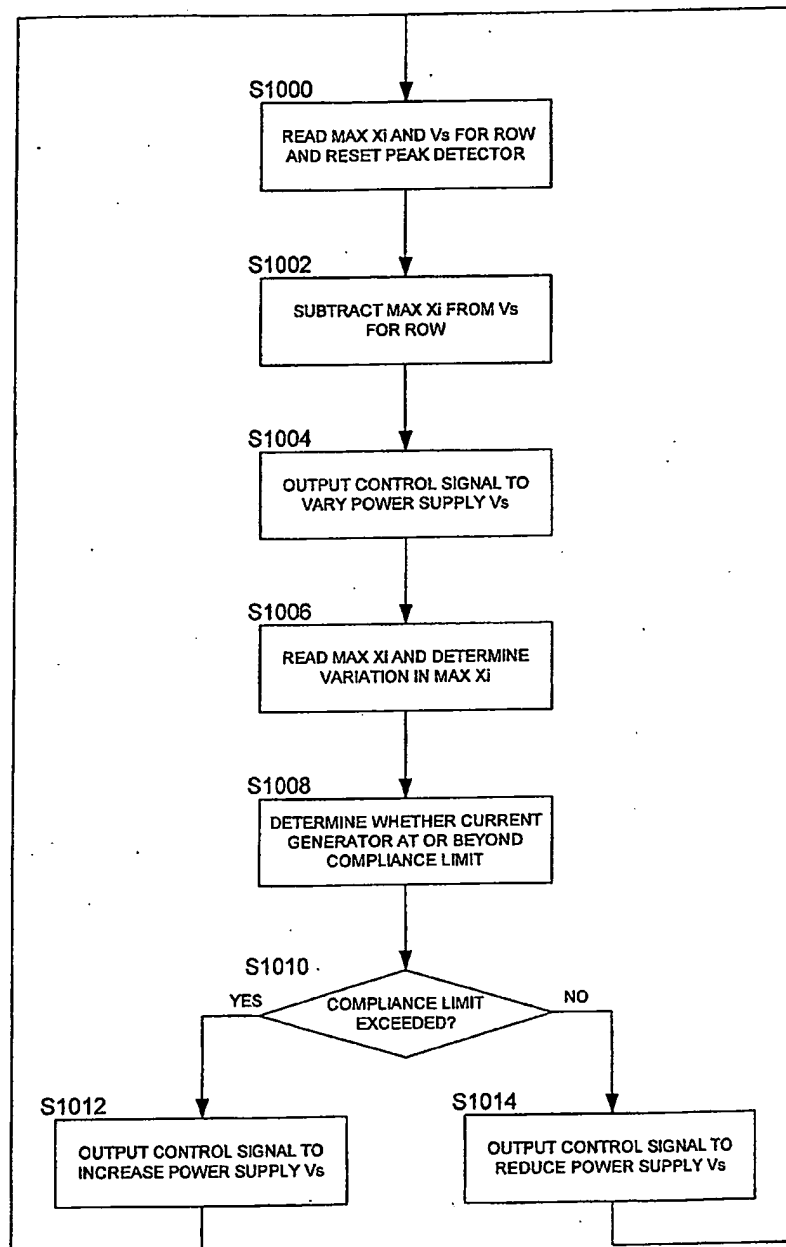 S1000
READ MAX Xi AND Vs FOR ROW
AND RESET PEAK DETECTOR
S1002
SUBTRACT MAX Xi FROM Vs
FOR ROW
S1004
OUTPUT CONTROL SIGNAL TO
VARY POWER SUPPLY Vs
S1006
READ MAX Xi AND DETERMINE
VARIATION IN MAX Xi
S1008
DETERMINE WHETHER CURRENT
GENERATOR AT OR BEYOND
COMPLIANCE LIMIT
S1010
YES
COMPLIANCE LIMIT
EXCEEDED?
NO
S1012
OUTPUT CONTROL SIGNAL TO
INCREASE POWER SUPPLY Vs
S1014
OUTPUT CONTROL SIGNAL TO
REDUCE POWER SUPPLY Vs